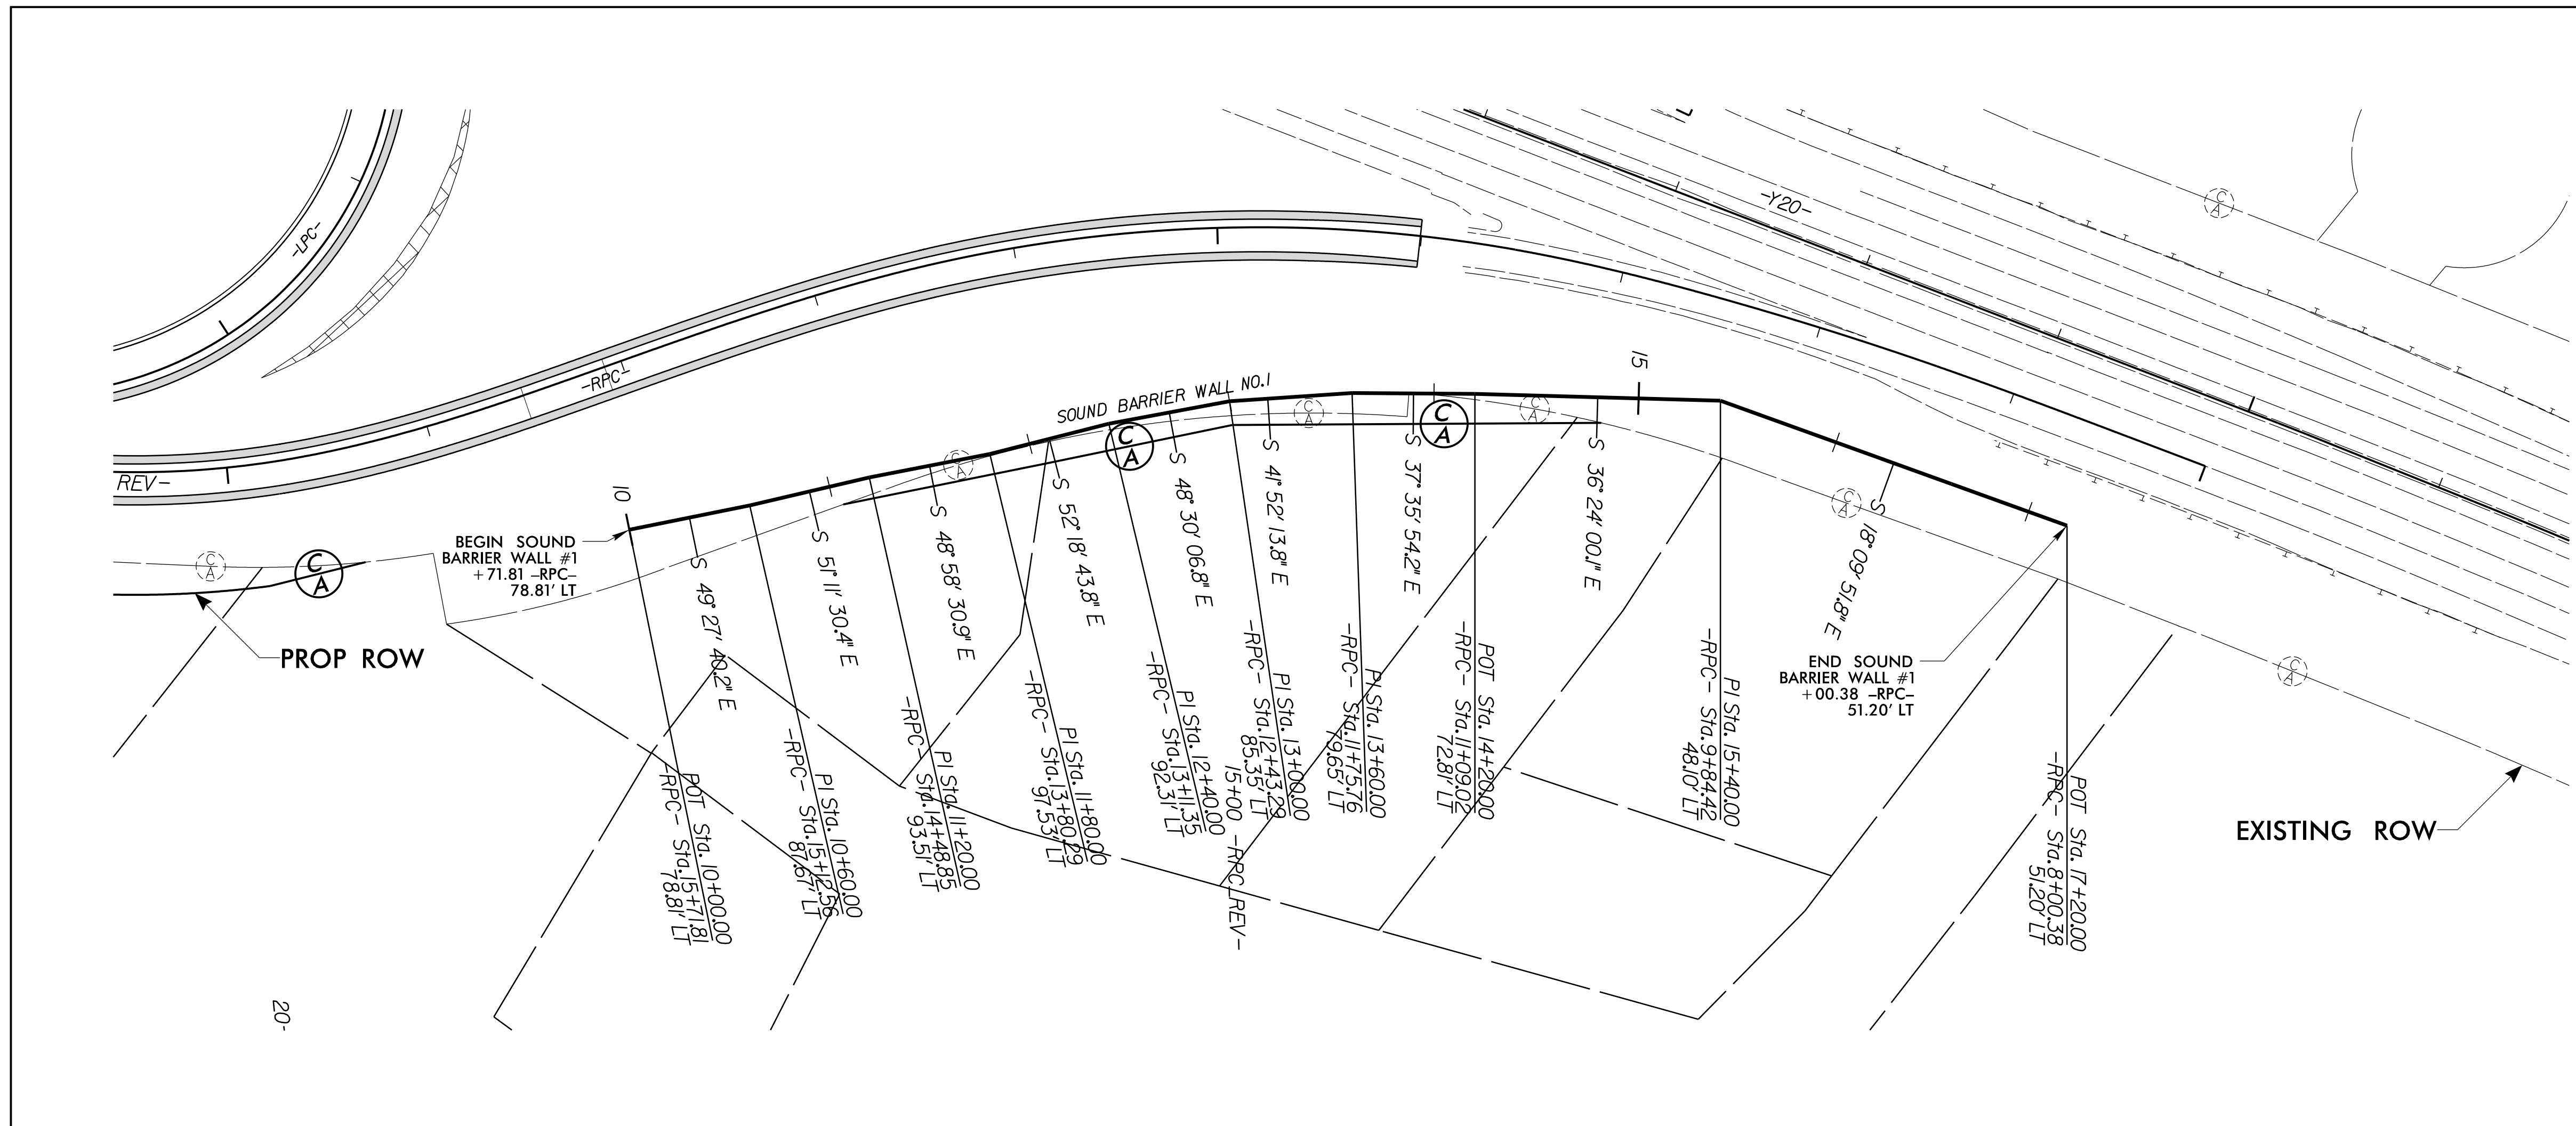 -LPC-
-Y20-
C
A
-RPC-
REV-
SOUND BARRIER WALL NO.1
15
10
C
A
C
A
C
A
C
A
C
A
C
A
C
A
C
A
C
A
BEGIN SOUND
BARRIER WALL #1
+71.81 -RPC-
78.81' LT
S 49° 27' 40.2" E
S 51° 11' 30.4" E
S 48° 58' 30.9" E
S 52° 18' 43.8" E
S 48° 30' 06.8" E
S 41° 52' 13.8" E
S 37° 35' 54.2" E
S 36° 24' 00.1" E
S 18° 09' 51.8" E
PROP ROW
END SOUND
BARRIER WALL #1
+00.38 -RPC-
51.20' LT
EXISTING ROW
POT Sta. 10+00.00
-RPC- Sta. 15+71.81
78.81' LT
PI Sta. 10+60.00
-RPC- Sta. 15+12.56
87.67' LT
PI Sta. 11+20.00
-RPC- Sta. 14+48.85
93.51' LT
PI Sta. 11+80.00
-RPC- Sta. 13+80.29
97.53' LT
PI Sta. 12+40.00
-RPC- Sta. 13+11.35
92.31' LT
PI Sta. 13+00.00
-RPC- Sta. 12+43.29
85.35' LT
15+00 -RPC_REV-
PI Sta. 13+60.00
-RPC- Sta. 11+75.76
79.65' LT
POT Sta. 14+20.00
-RPC- Sta. 11+09.02
72.81' LT
PI Sta. 15+40.00
-RPC- Sta. 9+84.42
48.10' LT
POT Sta. 17+20.00
-RPC- Sta. 8+00.38
51.20' LT
20-